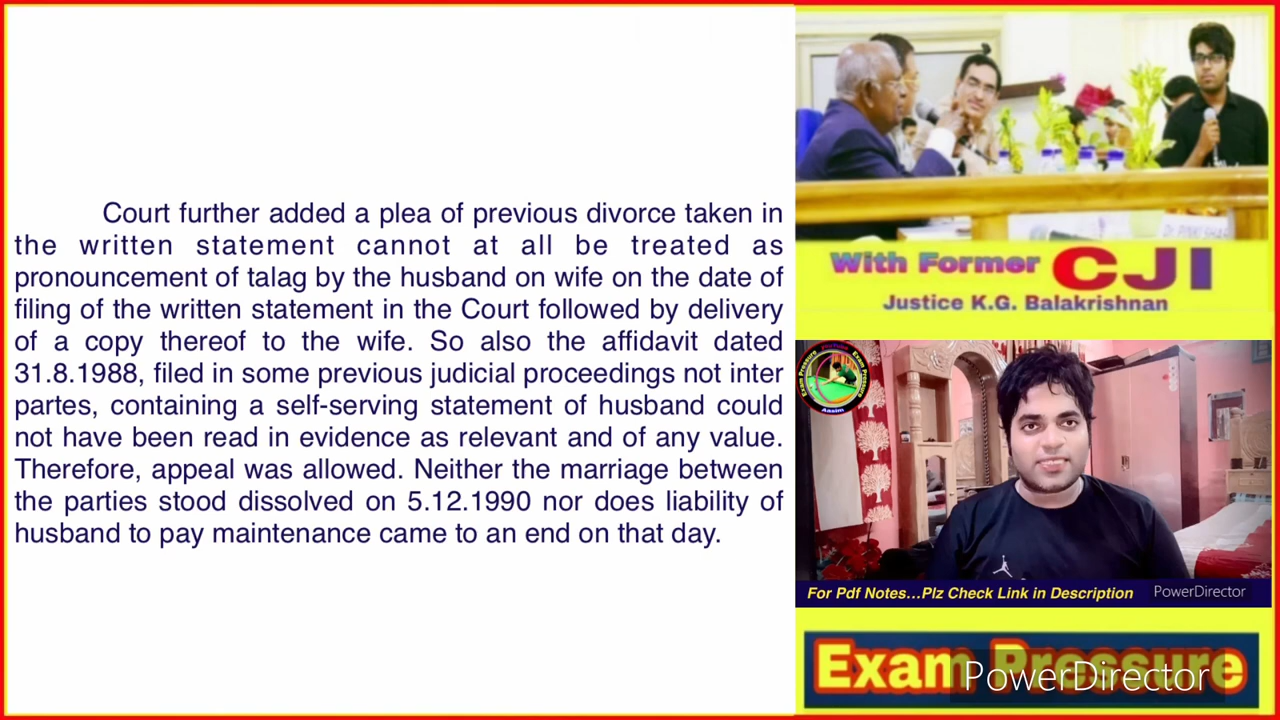 Court further added a plea of previous divorce taken in
the written statement cannot at all be treated as
pronouncement of talag by the husband on wife on the date of
filing of the written statement in the Court followed by delivery
of a copy thereof to the wife. So also the affidavit dated
31.8.1988, filed in some previous judicial proceedings not inter
partes, containing a self-serving statement of husband could
not have been read in evidence as relevant and of any value.
Therefore, appeal was allowed. Neither the marriage between
the parties stood dissolved on 5.12.1990 nor does liability of
husband to pay maintenance came to an end on that day.
With Former CJI
Justice K.G. Balakrishnan
Exam Pressure
Exam Pressure
Aasim
For Pdf Notes...Plz Check Link in Description
PowerDirector
Exam Pressure
PowerDirector